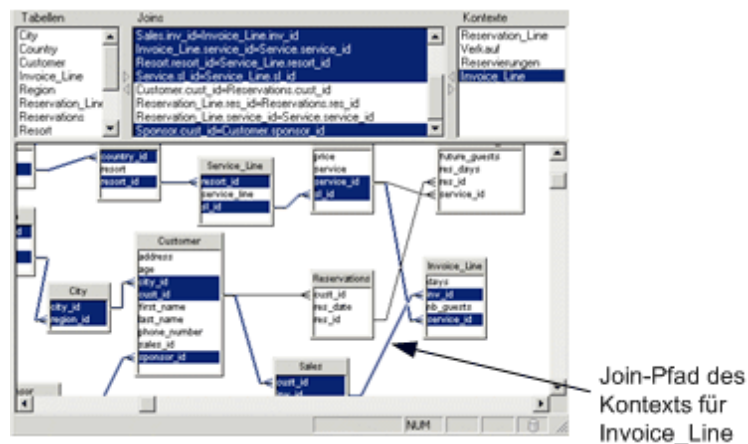 Tabellen
Joins
Kontexte
City
Country
Customer
Invoice_Line
Region
Reservation_Line
Reservations
Resort
Sales.inv_id=Invoice_Line.inv_id
Invoice_Line.service_id=Service.service_id
Resort.resort_id=Service_Line.resort_id
Service.sl_id=Service_Line.sl_id
Customer.cust_id=Reservations.cust_id
Reservation_Line.res_id=Reservations.res_id
Reservation_Line.service_id=Service.service_id
Sponsor.cust_id=Customer.sponsor_id
Reservation_Line
Verkauf
Reservierungen
Invoice_Line
country_id
resort
resort_id
Service_Line
resort_id
service_line
sl_id
price
service
service_id
sl_id
future_guests
res_days
res_id
service_id
City
city_id
region_id
Customer
address
age
city_id
cust_id
first_name
last_name
phone_number
sales_id
sponsor_id
Reservations
cust_id
res_date
res_id
Invoice_Line
days
inv_id
nb_guests
service_id
Sales
cust_id
NUM
Join-Pfad des
Kontexts für
Invoice_Line